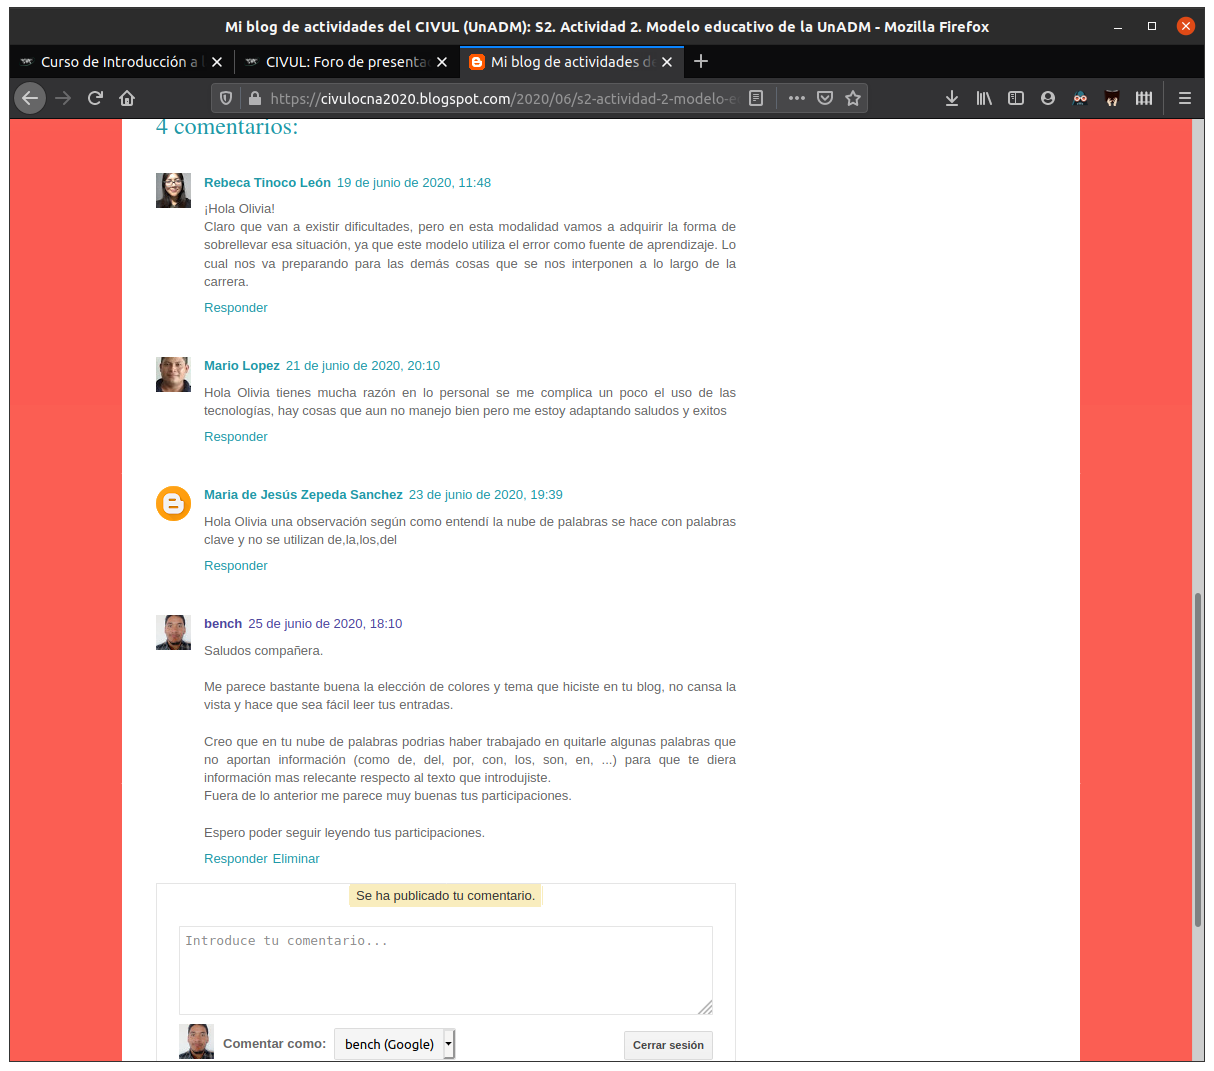 Mi blog de actividades del CIVUL (UnADM): S2. Actividad 2. Modelo educativo de la UnADM - Mozilla Firefox
Curso de Introducción a
CIVUL: Foro de presenta
Mi blog de actividades d
https://civulocna2020.blogspot.com/2020/06/s2-actividad-2-modelo-e
4 comentarios:
Rebeca Tinoco León 19 de junio de 2020, 11:48
¡Hola Olivia!
Claro que van a existir dificultades, pero en esta modalidad vamos a adquirir la forma de
sobrellevar esa situación, ya que este modelo utiliza el error como fuente de aprendizaje. Lo
cual nos va preparando para las demás cosas que se nos interponen a lo largo de la
carrera.
Responder
Mario Lopez 21 de junio de 2020, 20:10
Hola Olivia tienes mucha razón en lo personal se me complica un poco el uso de las
tecnologías, hay cosas que aun no manejo bien pero me estoy adaptando saludos y exitos
Responder
Maria de Jesús Zepeda Sanchez 23 de junio de 2020, 19:39
Hola Olivia una observación según como entendí la nube de palabras se hace con palabras
clave y no se utilizan de,la,los,del
Responder
bench 25 de junio de 2020, 18:10
Saludos compañera.
Me parece bastante buena la elección de colores y tema que hiciste en tu blog, no cansa la
vista y hace que sea fácil leer tus entradas.
Creo que en tu nube de palabras podrias haber trabajado en quitarle algunas palabras que
no aportan información (como de, del, por, con, los, son, en, ...) para que te diera
información mas relecante respecto al texto que introdujiste.
Fuera de lo anterior me parece muy buenas tus participaciones.
Espero poder seguir leyendo tus participaciones.
Responder Eliminar
Se ha publicado tu comentario.
Introduce tu comentario...
Comentar como: bench (Google)
Cerrar sesión